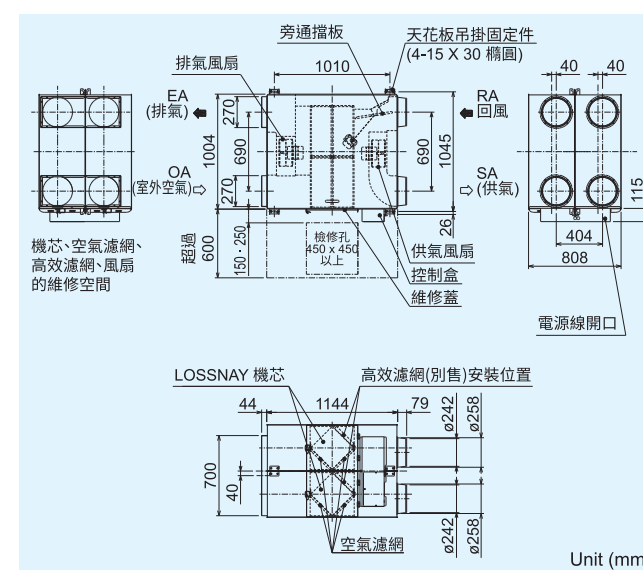 旁通擋板
天花板吊掛固定件
(4-15 X 30 橢圓)
排氣風扇
1010
40
40
EA
(排氣)
RA
回風
270
1004
690
690
1045
OA
(室外空氣)
SA
(供氣)
270
115
26
404
808
機芯、空氣濾網、
高效濾網、風扇
的維修空間
超過
600
150~250
檢修孔
450 x 450
以上
供氣風扇
控制盒
維修蓋
電源線開口
LOSSNAY 機芯
高效濾網(別售)安裝位置
44
1144
79
ø242
ø258
700
40
空氣濾網
ø242
ø258
Unit (mm